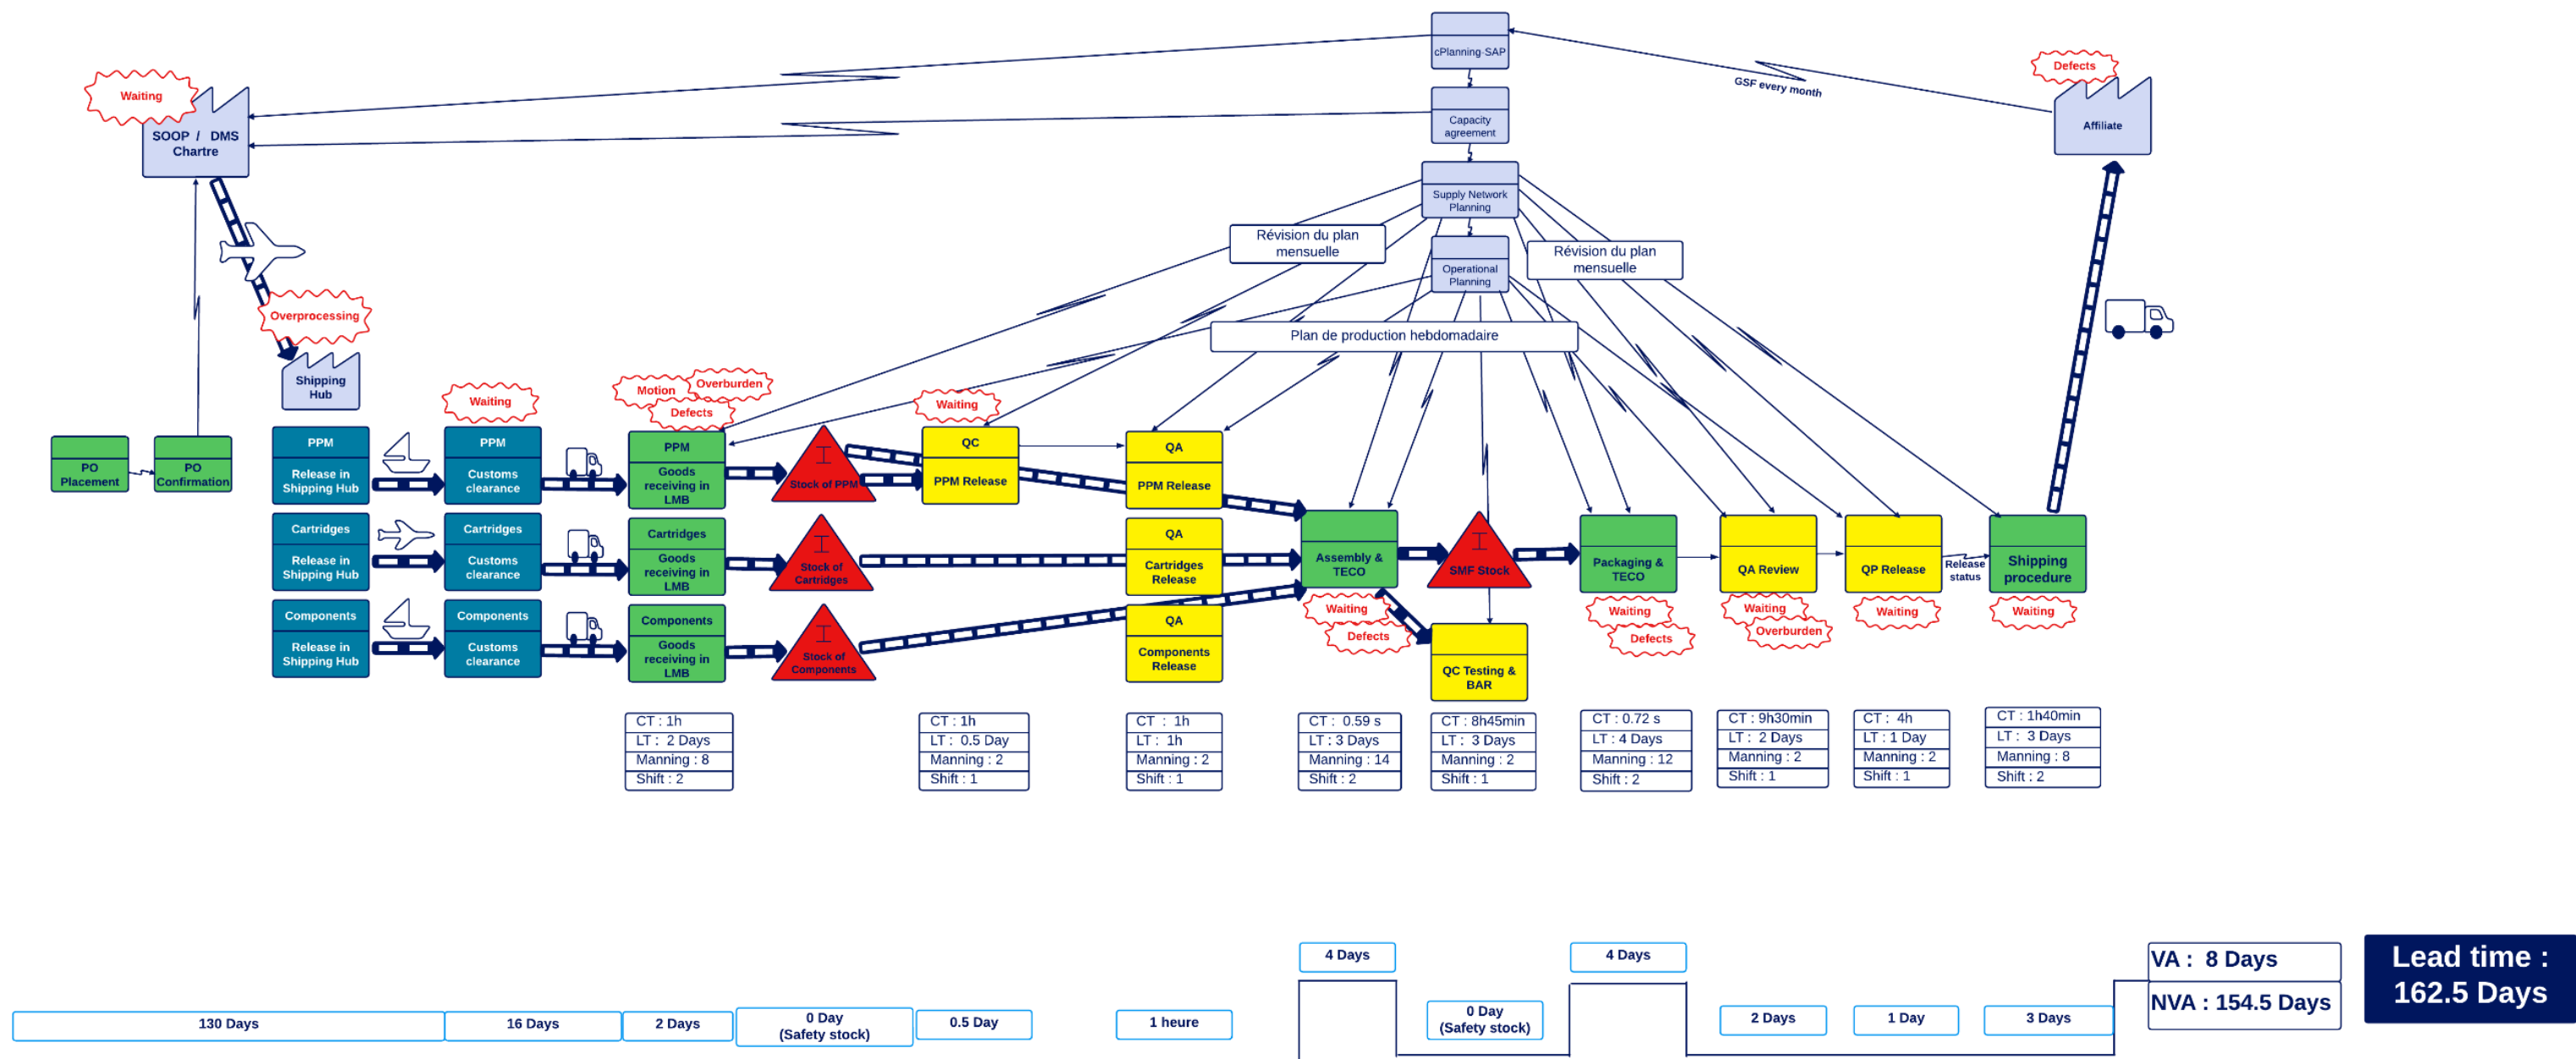 cPlanning-SAP
Capacity
agreement
Supply Network
Planning
Operational
Planning
GSF every month
Defects
Affiliate
Waiting
SOOP / DMS
Chartre
Overprocessing
Shipping
Hub
Révision du plan
mensuelle
Révision du plan
mensuelle
Plan de production hebdomadaire
PO
Placement
PO
Confirmation
PPM
Release in
Shipping Hub
Waiting
PPM
Customs
clearance
Motion
Overburden
Defects
PPM
Goods
receiving in
LMB
Stock of PPM
Waiting
QC
PPM Release
QA
PPM Release
Cartridges
Release in
Shipping Hub
Cartridges
Customs
clearance
Cartridges
Goods
receiving in
LMB
Stock of
Cartridges
QA
Cartridges
Release
Components
Release in
Shipping Hub
Components
Customs
clearance
Components
Goods
receiving in
LMB
Stock of
Components
QA
Components
Release
Assembly &
TECO
Waiting
Defects
SMF Stock
QC Testing &
BAR
Packaging &
TECO
Waiting
Defects
QA Review
Waiting
Overburden
QP Release
Waiting
Release
status
Shipping
procedure
Waiting
CT : 1h
LT : 2 Days
Manning : 8
Shift : 2
CT : 1h
LT : 0.5 Day
Manning : 2
Shift : 1
CT : 1h
LT : 1h
Manning : 2
Shift : 1
CT : 0.59 s
LT : 3 Days
Manning : 14
Shift : 2
CT : 8h45min
LT : 3 Days
Manning : 2
Shift : 1
CT : 0.72 s
LT : 4 Days
Manning : 12
Shift : 2
CT : 9h30min
LT : 2 Days
Manning : 2
Shift : 1
CT : 4h
LT : 1 Day
Manning : 2
Shift : 1
CT : 1h40min
LT : 3 Days
Manning : 8
Shift : 2
130 Days
16 Days
2 Days
0 Day
(Safety stock)
0.5 Day
1 heure
4 Days
0 Day
(Safety stock)
4 Days
2 Days
1 Day
3 Days
VA : 8 Days
NVA : 154.5 Days
Lead time :
162.5 Days